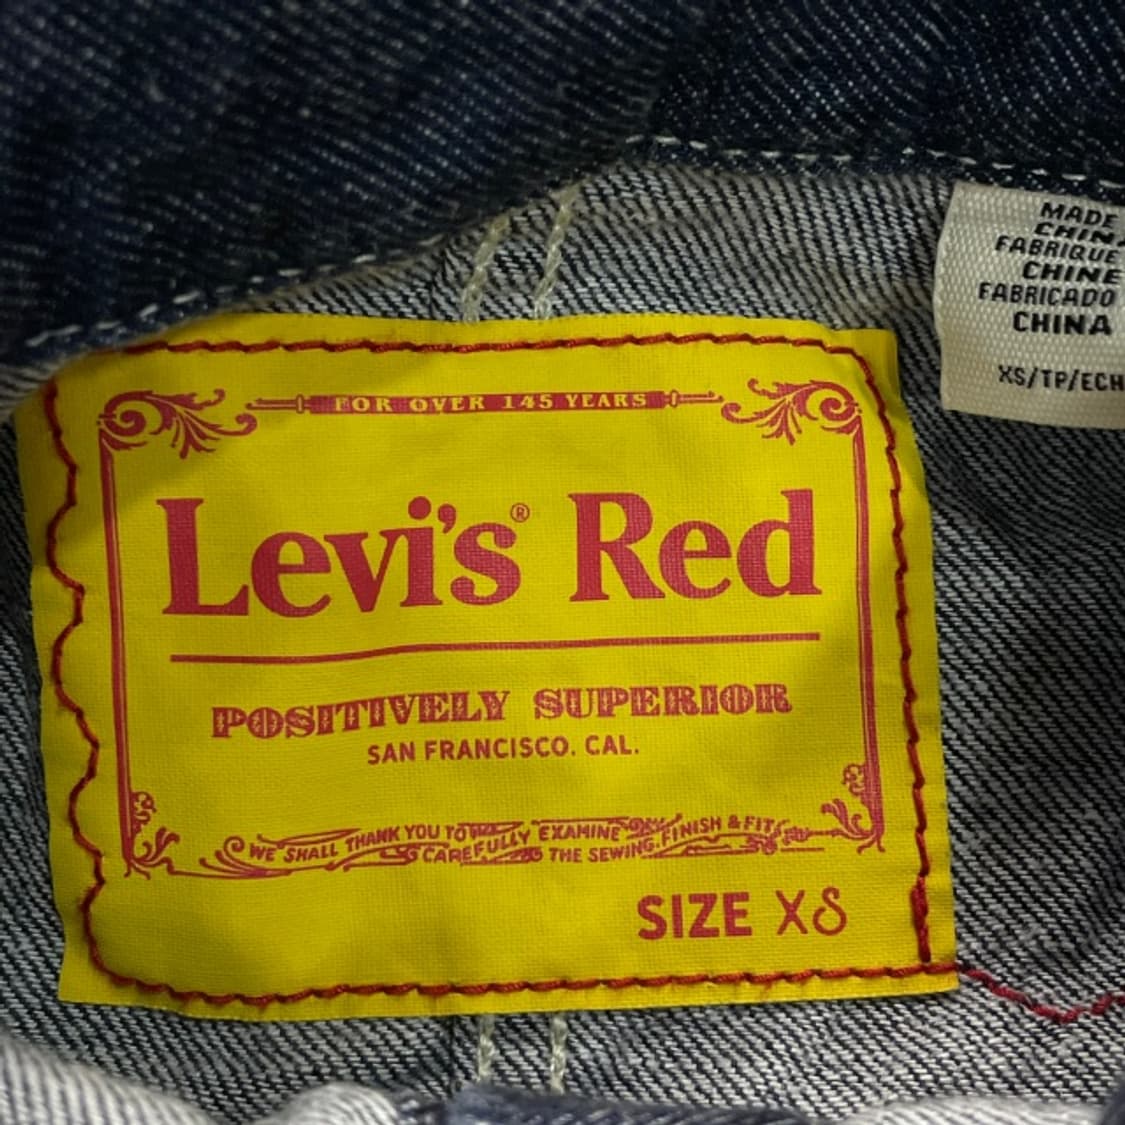 FOR OVER 145 YEARS
Levi's® Red
POSITIVELY SUPERIOR
SAN FRANCISCO. CAL.
WE SHALL THANK YOU TO CAREFULLY EXAMINE THE SEWING. FINISH & FIT
SIZE XS
MADE
CHINA
FABRIQUE
CHINE
FABRICADO
CHINA
XS/TP/ECH